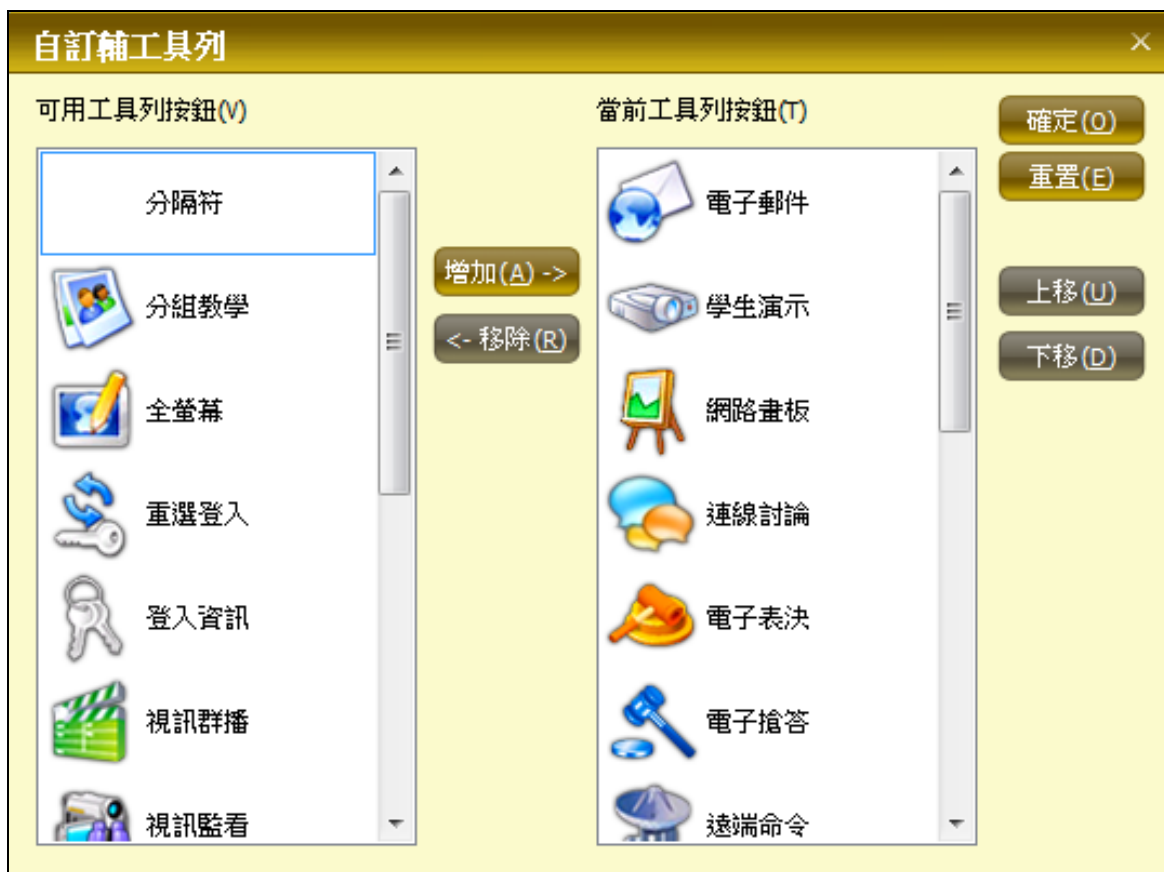 自訂輔工具列
可用工具列按鈕(V)
分隔符
分組教學
全螢幕
重選登入
登入資訊
視訊群播
視訊監看
增加(A) ->
<- 移除(R)
當前工具列按鈕(T)
電子郵件
學生演示
網路畫板
連線討論
電子表決
電子搶答
遠端命令
確定(O)
重置(E)
上移(U)
下移(D)